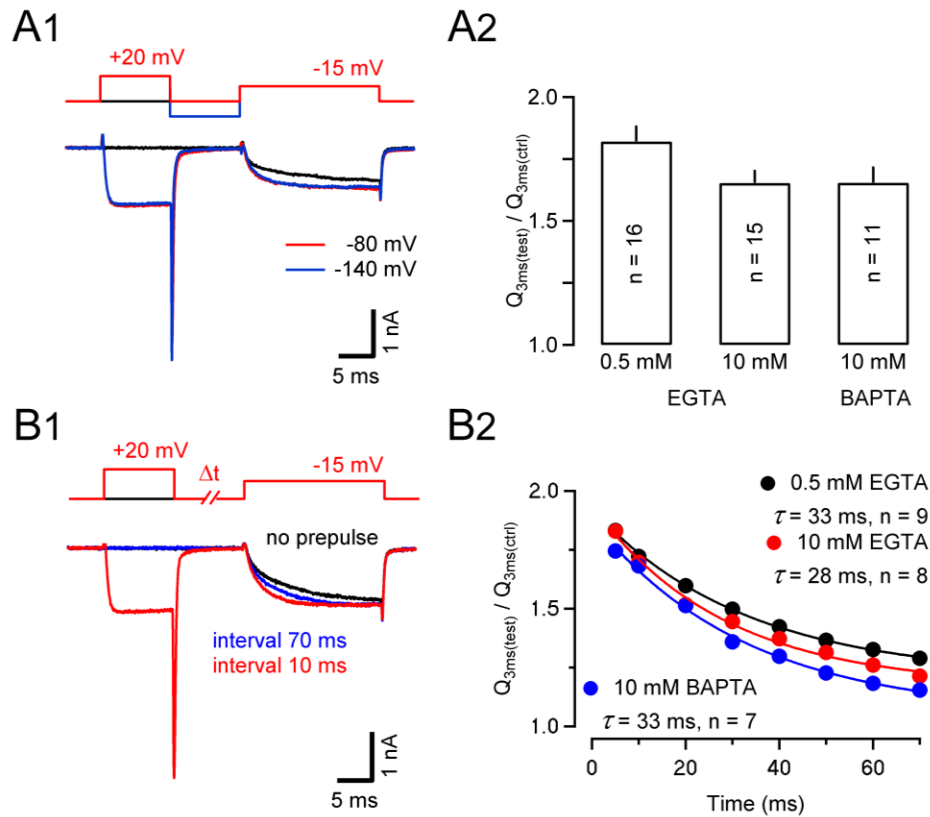 A1
+20 mV
-15 mV
-80 mV
-140 mV
1 nA
5 ms
A2
Q3ms(test) / Q3ms(ctrl)
2.0
1.5
1.0
n = 16
n = 15
n = 11
0.5 mM
10 mM
10 mM
EGTA
BAPTA
B1
+20 mV
Δt
-15 mV
no prepulse
interval 70 ms
interval 10 ms
1 nA
5 ms
B2
Q3ms(test) / Q3ms(ctrl)
2.0
1.5
1.0
0.5 mM EGTA
τ = 33 ms, n = 9
10 mM EGTA
τ = 28 ms, n = 8
10 mM BAPTA
τ = 33 ms, n = 7
0 20 40 60
Time (ms)